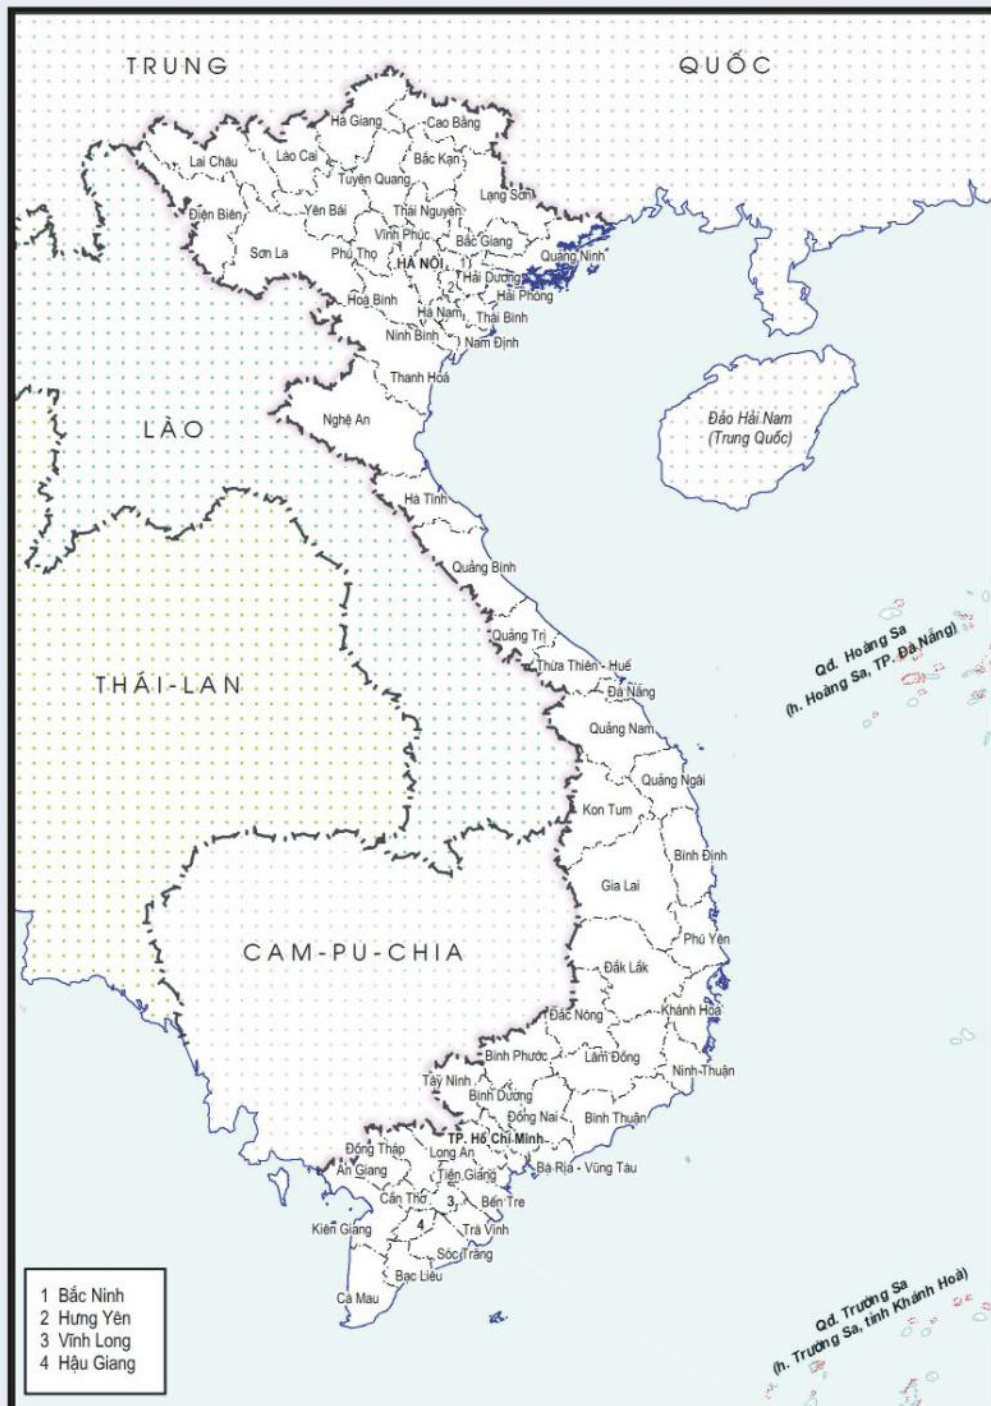 TRUNG QUỐC
Hà Giang
Cao Bằng
Lai Châu
Lào Cai
Bắc Kạn
Tuyên Quang
Lạng Sơn
Điện Biên
Yên Bái
Thái Nguyên
Vĩnh Phúc
Bắc Giang
Sơn La
Phú Thọ
HÀ NỘI
1
Quảng Ninh
Hải Dương
2
Hải Phòng
Hoà Bình
Hà Nam
Thái Bình
Ninh Bình
Nam Định
Thanh Hoá
Nghệ An
LÀO
Đảo Hải Nam
(Trung Quốc)
Hà Tĩnh
Quảng Bình
Quảng Trị
Thừa Thiên - Huế
Qđ. Hoàng Sa
(h. Hoàng Sa, TP. Đà Nẵng)
THÁI-LAN
Đà Nẵng
Quảng Nam
Quảng Ngãi
Kon Tum
Bình Định
Gia Lai
Phú Yên
CAM-PU-CHIA
Đắk Lắk
Đắc Nông
Khánh Hoà
Bình Phước
Lâm Đồng
Ninh Thuận
Tây Ninh
Bình Dương
Đồng Nai
Bình Thuận
TP. Hồ Chí Minh
Đồng Tháp
Long An
An Giang
Tiền Giang
Bà Rịa - Vũng Tàu
Cần Thơ
3
Bến Tre
Kiên Giang
4
Trà Vinh
Sóc Trăng
Bạc Liêu
Cà Mau
Qđ. Trường Sa
(h. Trường Sa, tỉnh Khánh Hoà)
1 Bắc Ninh
2 Hưng Yên
3 Vĩnh Long
4 Hậu Giang